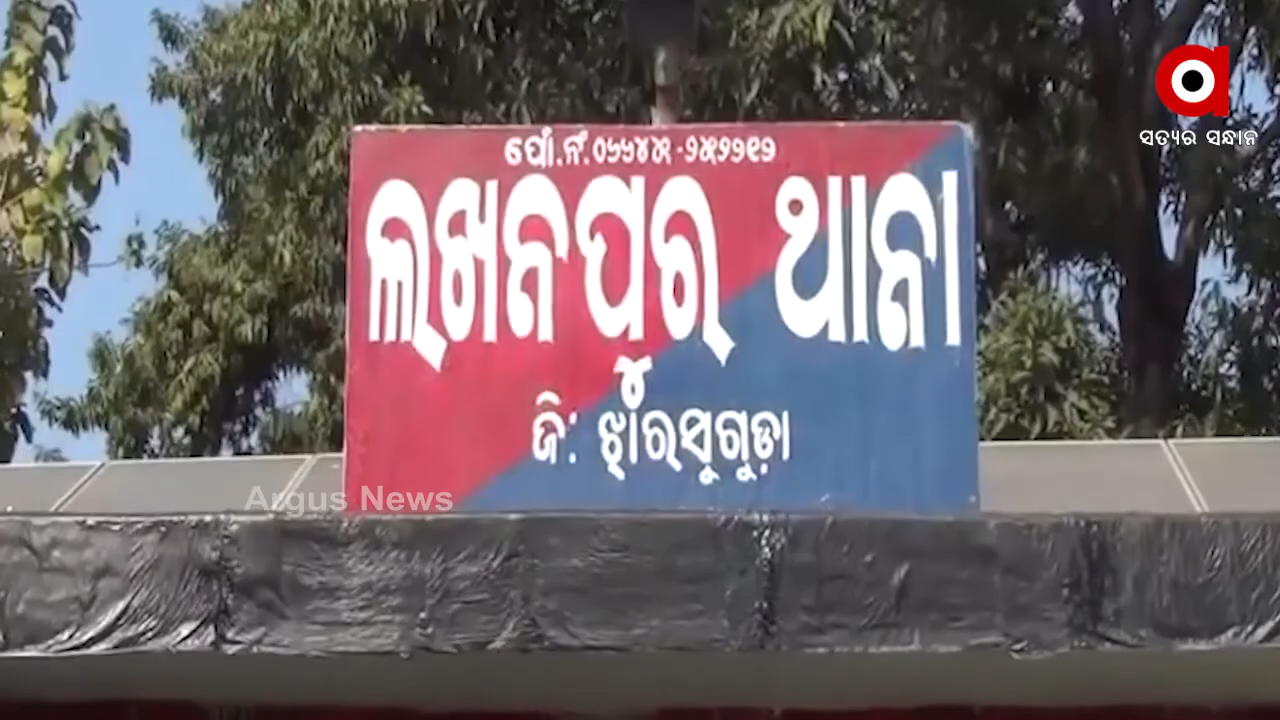 ସତ୍ୟର ସନ୍ଧାନ
ଫୋ.ନଂ.୦୬୬୪୫-୨୫୨୨୧୨
ଲଖନପୁର ଥାନା
ଜି: ଝାରସୁଗୁଡ଼ା
Argus News